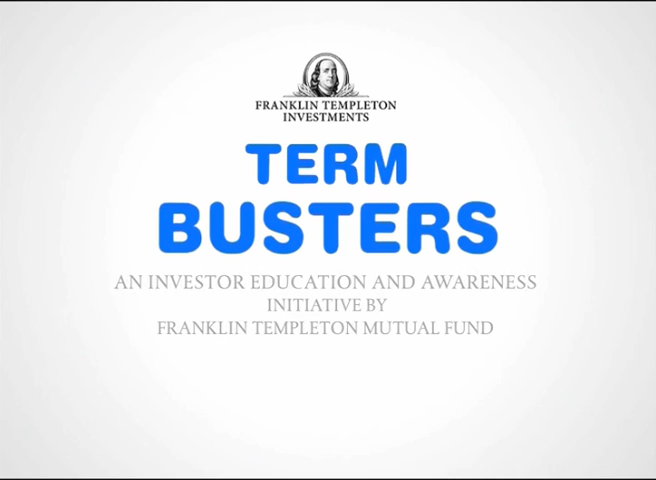 FRANKLIN TEMPLETON
INVESTMENTS
TERM
BUSTERS
AN INVESTOR EDUCATION AND AWARENESS
INITIATIVE BY
FRANKLIN TEMPLETON MUTUAL FUND